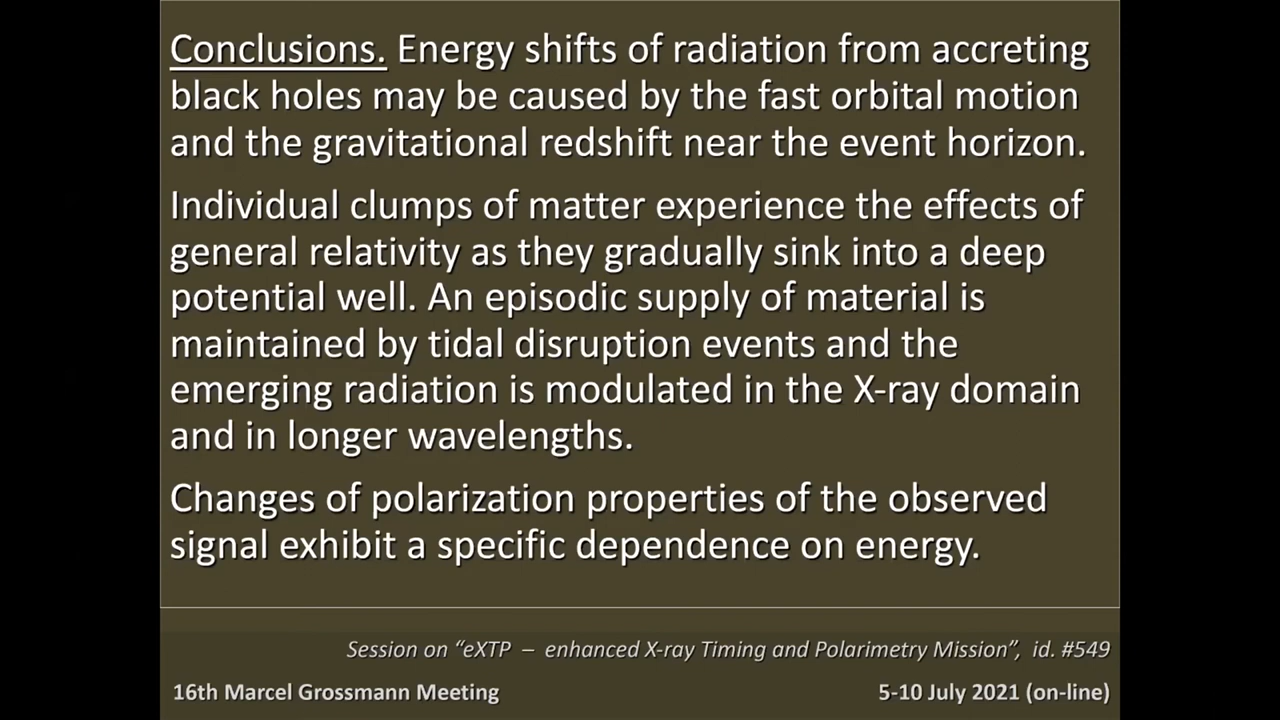 Conclusions. Energy shifts of radiation from accreting
black holes may be caused by the fast orbital motion
and the gravitational redshift near the event horizon.
Individual clumps of matter experience the effects of
general relativity as they gradually sink into a deep
potential well. An episodic supply of material is
maintained by tidal disruption events and the
emerging radiation is modulated in the X-ray domain
and in longer wavelengths.
Changes of polarization properties of the observed
signal exhibit a specific dependence on energy.
Session on “eXTP – enhanced X-ray Timing and Polarimetry Mission”, id. #549
16th Marcel Grossmann Meeting 5-10 July 2021 (on-line)